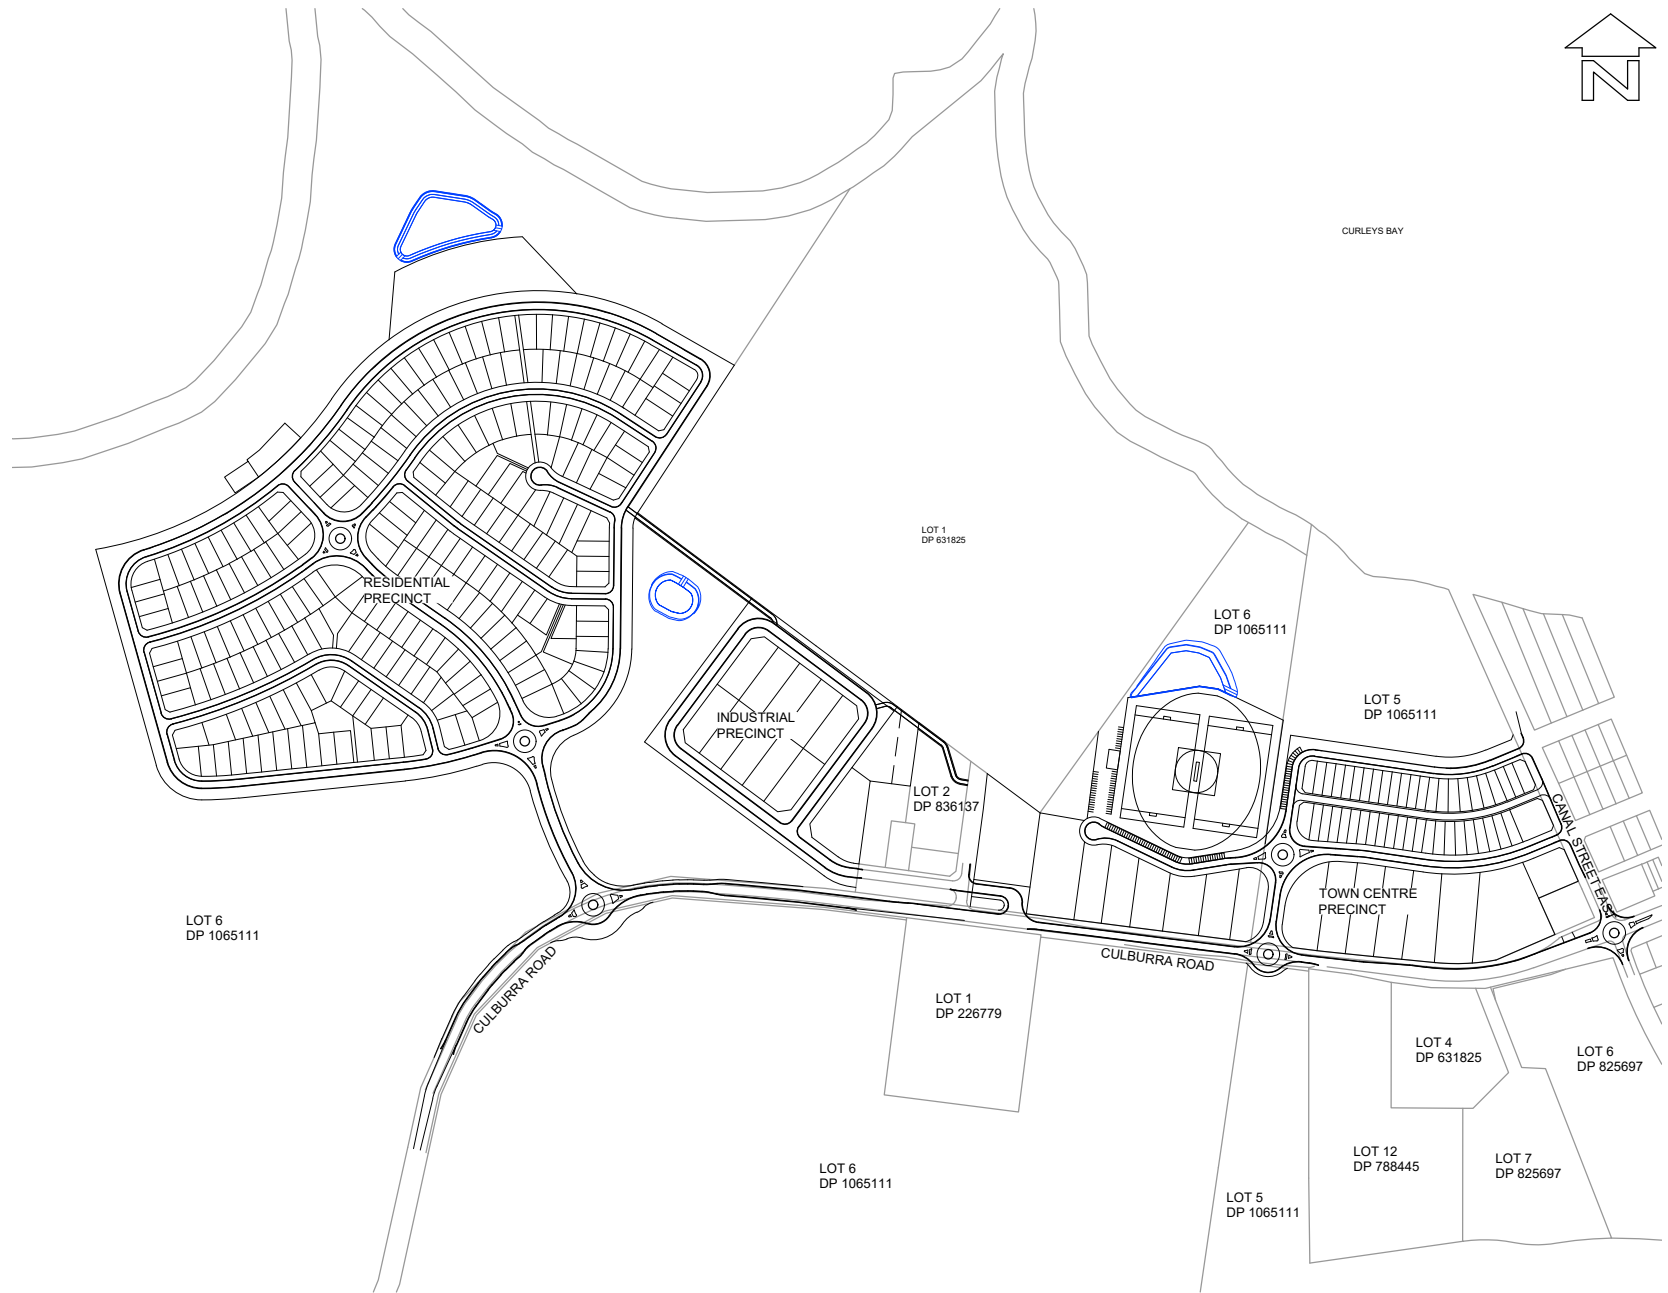 N
CURLEYS BAY
LOT 1
DP 631825
RESIDENTIAL
PRECINCT
LOT 6
DP 1065111
LOT 5
DP 1065111
INDUSTRIAL
PRECINCT
LOT 2
DP 836137
CANAL STREET EAST
TOWN CENTRE
PRECINCT
LOT 6
DP 1065111
CULBURRA ROAD
CULBURRA ROAD
LOT 1
DP 226779
LOT 4
DP 631825
LOT 6
DP 825697
LOT 12
DP 788445
LOT 7
DP 825697
LOT 6
DP 1065111
LOT 5
DP 1065111